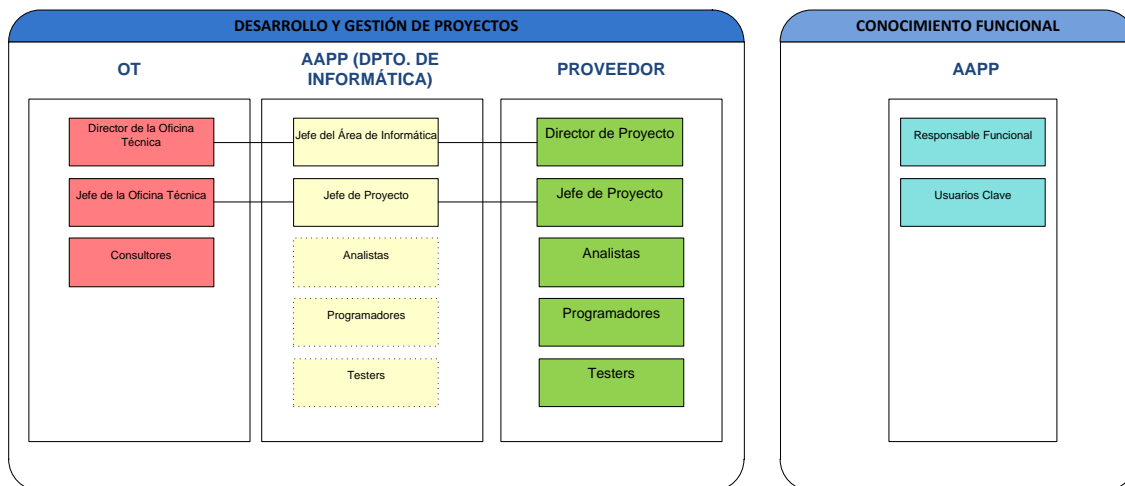 DESARROLLO Y GESTIÓN DE PROYECTOS
OT
Director de la Oficina
Técnica
Jefe de la Oficina Técnica
Consultores
AAPP (DPTO. DE
INFORMÁTICA)
Jefe del Área de Informática
Jefe de Proyecto
Analistas
Programadores
Testers
PROVEEDOR
Director de Proyecto
Jefe de Proyecto
Analistas
Programadores
Testers
CONOCIMIENTO FUNCIONAL
AAPP
Responsable Funcional
Usuarios Clave